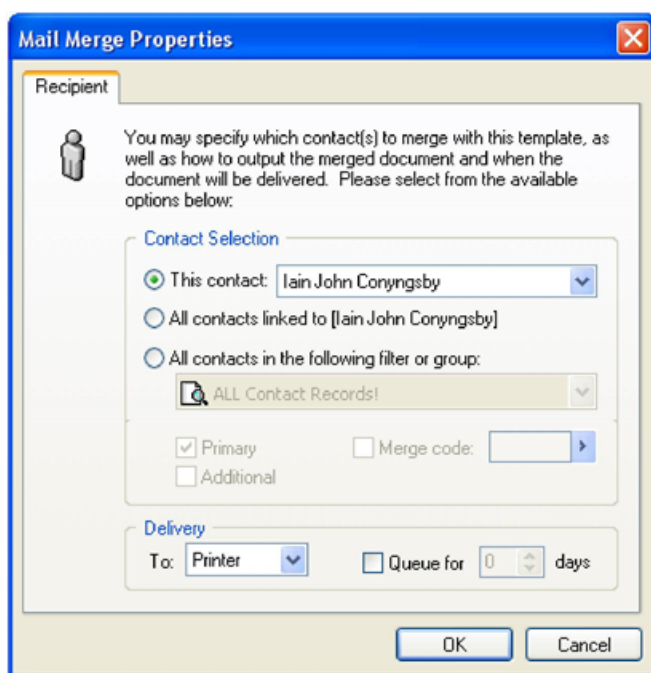 Mail Merge Properties
Recipient
You may specify which contact(s) to merge with this template, as
well as how to output the merged document and when the
document will be delivered. Please select from the available
options below:
Contact Selection
This contact: Iain John Conyngsby
All contacts linked to [Iain John Conyngsby]
All contacts in the following filter or group:
ALL Contact Records!
Primary Merge code:
Additional
Delivery
To: Printer Queue for 0 days
OK Cancel